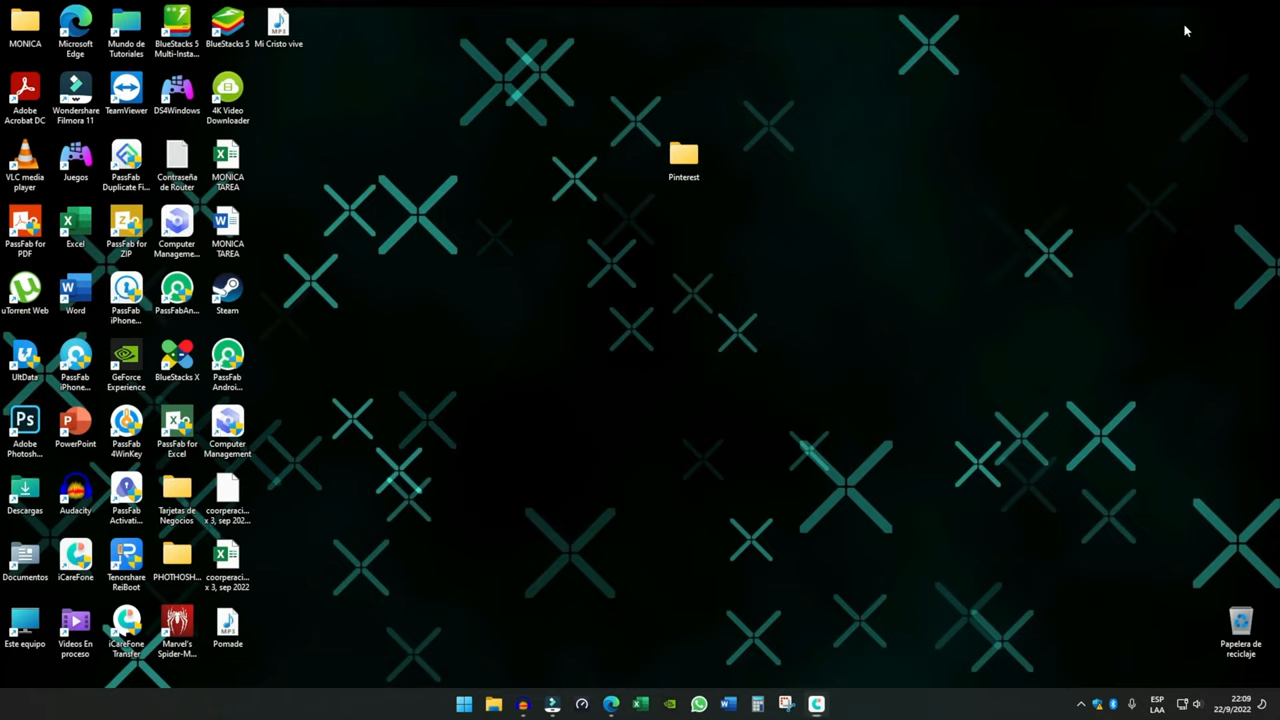 MONICA
Microsoft
Edge
Mundo de
Tutoriales
BlueStacks 5
Multi-Insta...
BlueStacks 5
MP3
Mi Cristo vive
Adobe
Acrobat DC
Wondershare
Filmora 11
TeamViewer
DS4Windows
4K Video
Downloader
VLC media
player
Juegos
PassFab
Duplicate Fi...
Contraseña
de Router
MONICA
TAREA
Pinterest
PassFab for
PDF
Excel
PassFab for
ZIP
Computer
Manageme...
MONICA
TAREA
uTorrent Web
Word
PassFab
iPhone...
PassFabAn...
Steam
UltData
PassFab
iPhone...
GeForce
Experience
BlueStacks X
PassFab
Androi...
Ps
Adobe
Photosh...
PowerPoint
PassFab
4WinKey
PassFab for
Excel
Computer
Management
Descargas
Audacity
PassFab
Activati...
Tarjetas de
Negocios
coorperaci...
x 3, sep 202...
Documentos
iCareFone
Tenorshare
ReiBoot
PHOTHOSH...
coorperaci...
x 3, sep 2022
Este equipo
Videos En
proceso
iCareFone
Transfer
Marvel's
Spider-M...
MP3
Pomade
Papelera de
reciclaje
ESP
LAA
22:09
22/9/2022